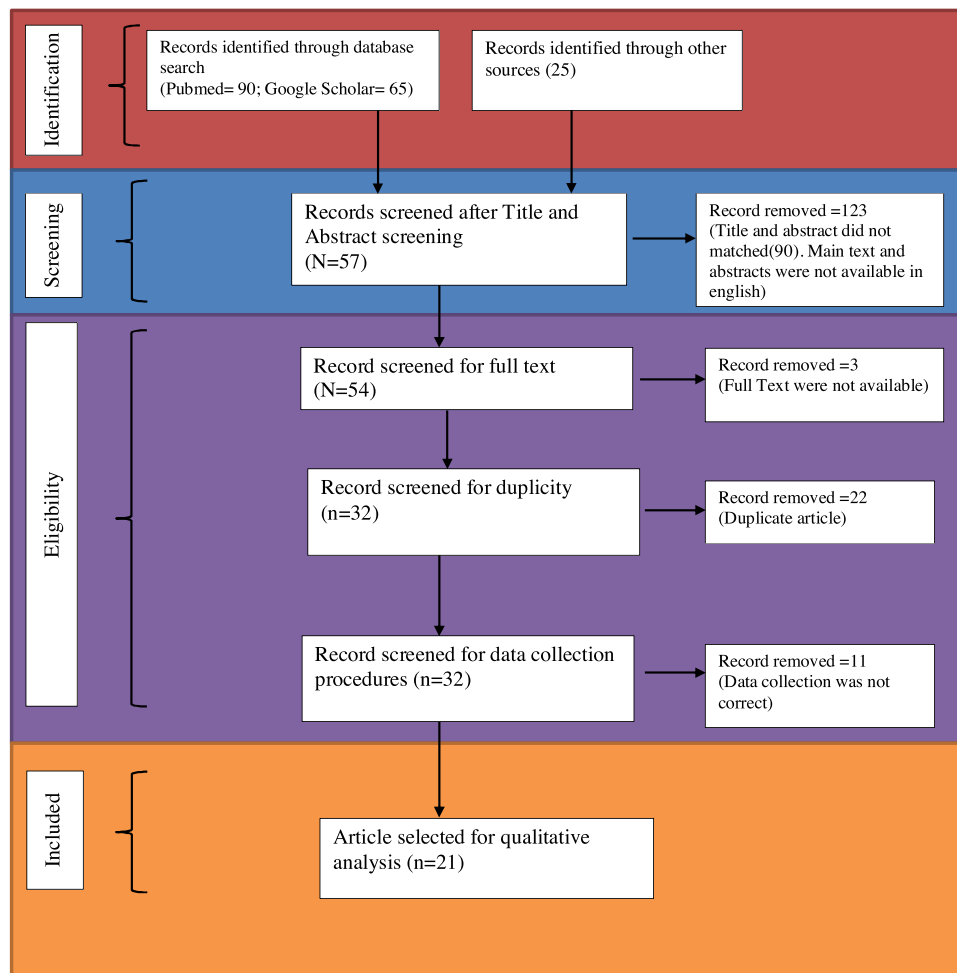 Identification
Records identified through database
search
(Pubmed= 90; Google Scholar= 65)
Records identified through other
sources (25)
Screening
Records screened after Title and
Abstract screening
(N=57)
Record removed =123
(Title and abstract did not
matched(90). Main text and
abstracts were not available in
english)
Eligibility
Record screened for full text
(N=54)
Record removed =3
(Full Text were not available)
Record screened for duplicity
(n=32)
Record removed =22
(Duplicate article)
Record screened for data collection
procedures (n=32)
Record removed =11
(Data collection was not
correct)
Included
Article selected for qualitative
analysis (n=21)